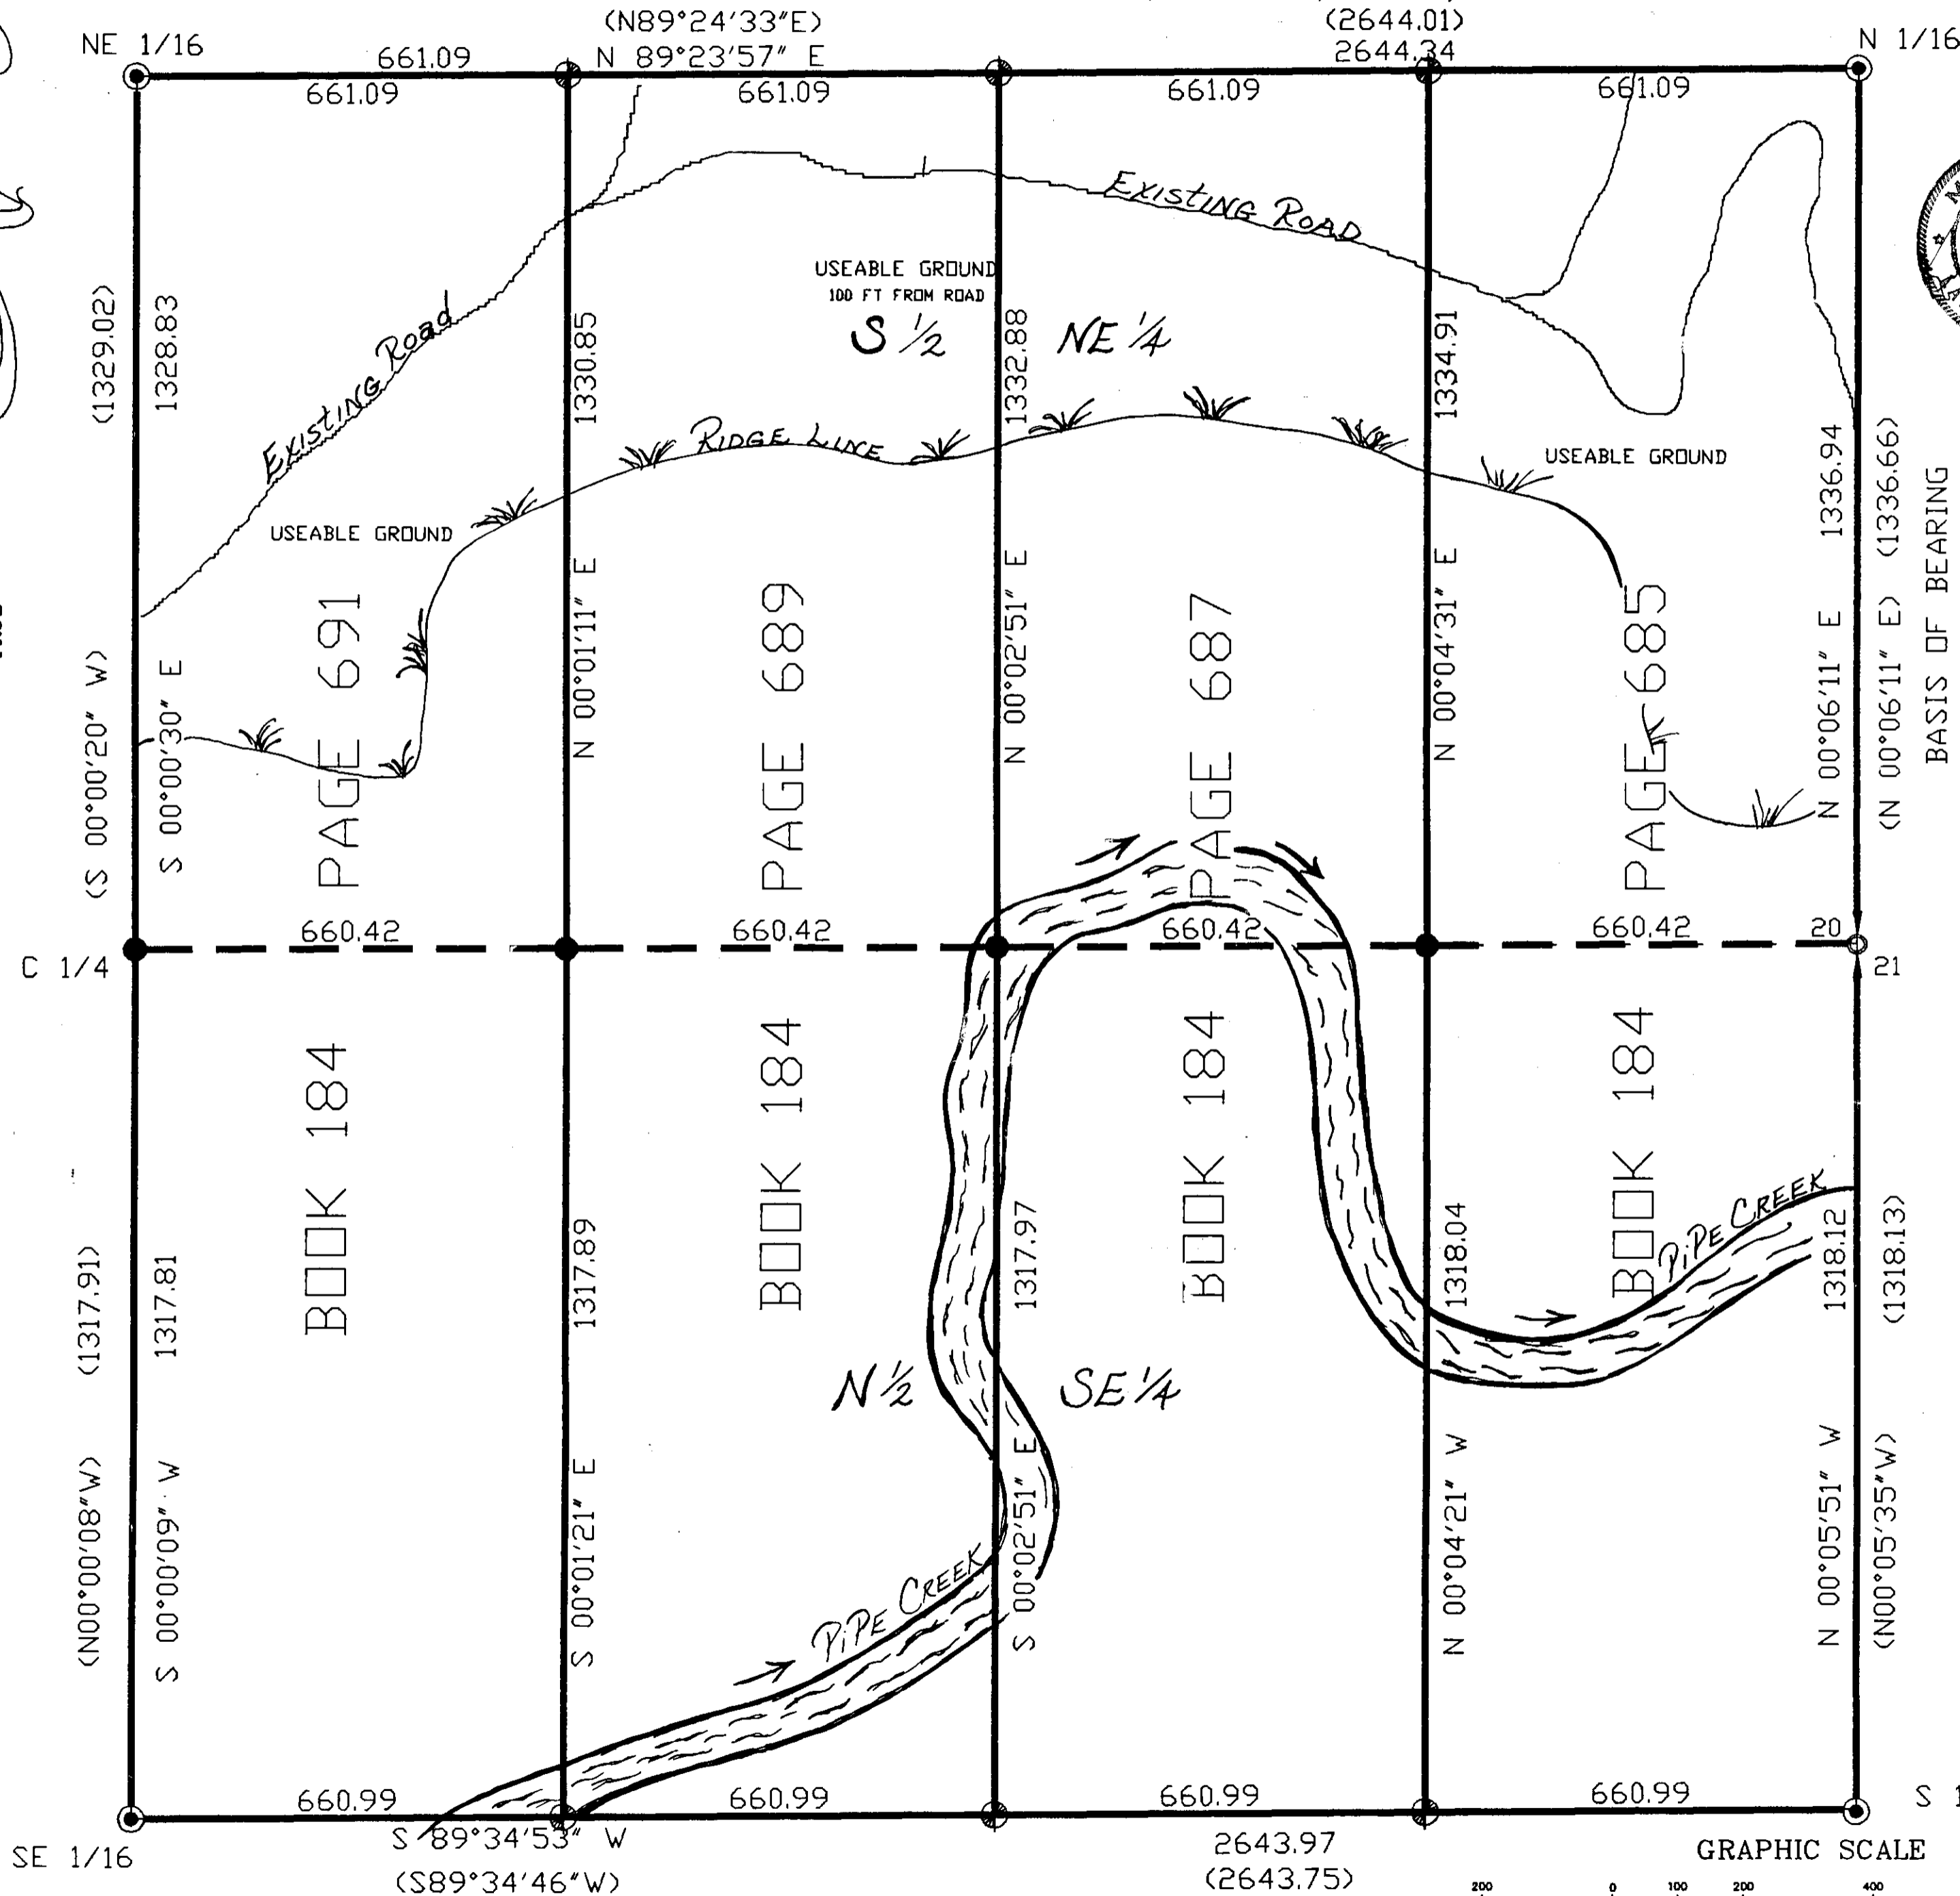 (N89°24'33"E)
(2644.01)
NE 1/16
661.09
N 89°23'57" E
2644.34
N 1/16
661.09
661.09
661.09
661.09
EXISTING ROAD
USEABLE GROUND
100 FT FROM ROAD
S 1/2
NE 1/4
(1329.02)
1328.83
1330.85
1332.88
1334.91
EXISTING Road
RIDGE LINE
USEABLE GROUND
1336.94
(1336.66)
USEABLE GROUND
BASIS OF BEARING
(S 00°00'20" W)
S 00°00'30" E
PAGE 691
N 00°01'11" E
PAGE 689
N 00°02'51" E
PAGE 687
N 00°04'31" E
PAGE 685
N 00°06'11" E
(N 00°06'11" E)
660.42
660.42
660.42
660.42
20
C 1/4
21
BOOK 184
BOOK 184
BOOK 184
BOOK 184
PIPE CREEK
(1317.91)
1317.81
1317.89
1317.97
1318.04
1318.12
(1318.13)
N 1/2
SE 1/4
(N00°00'08"W)
S 00°00'09" W
S 00°01'21" E
PIPE CREEK
S 00°02'51" E
N 00°04'21" W
N 00°05'51" W
(N00°05'35"W)
660.99
660.99
660.99
660.99
S 1
SE 1/16
S 89°34'53" W
2643.97
GRAPHIC SCALE
(S89°34'46"W)
(2643.75)
200 0 100 200 400